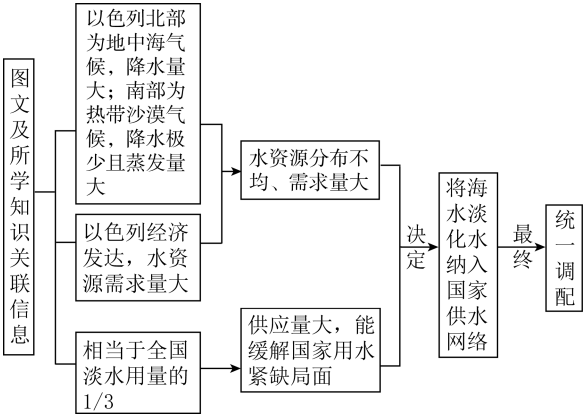 图文及所学知识关联信息
以色列北部
为地中海气
候，降水量
大；南部为
热带沙漠气
候，降水极
少且蒸发量
大
以色列经济
发达，水资
源需求量大
相当于全国
淡水用量的
1/3
水资源分布不
均、需求量大
供应量大，能
缓解国家用水
紧缺局面
决定
将海
水淡
化水
纳入
国家
供水
网络
最终
统一调配